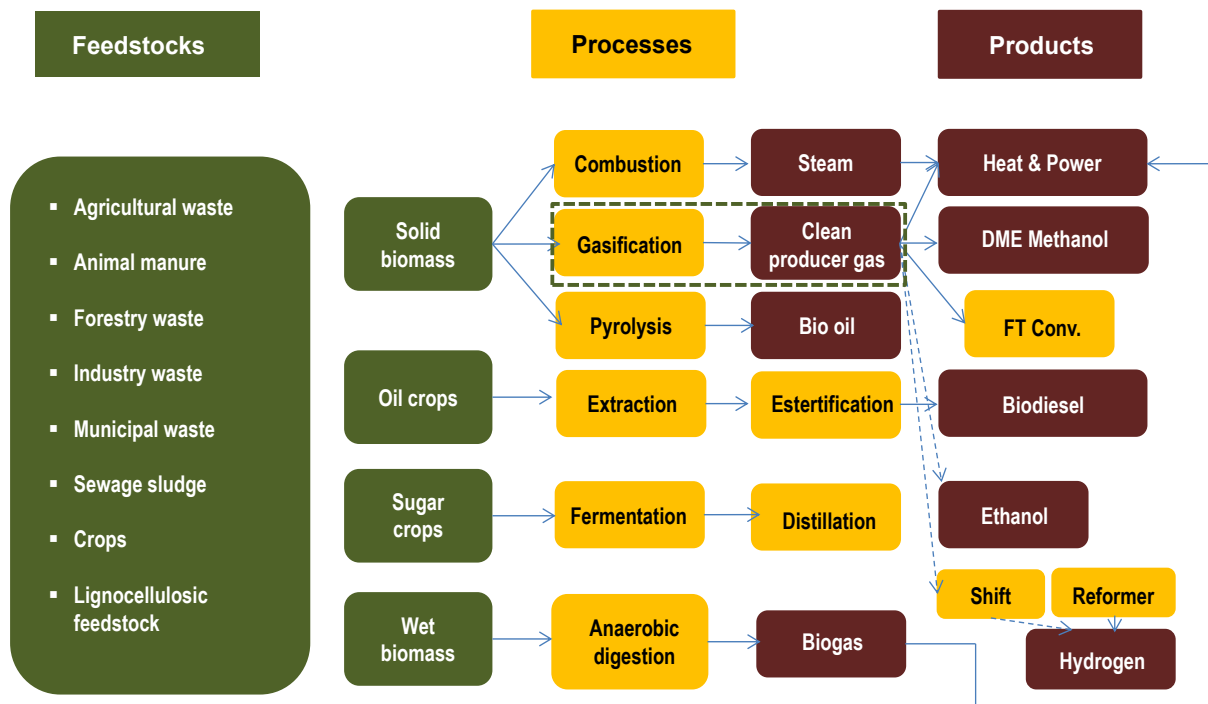 Feedstocks
Processes
Products
▪ Agricultural waste
▪ Animal manure
▪ Forestry waste
▪ Industry waste
▪ Municipal waste
▪ Sewage sludge
▪ Crops
▪ Lignocellulosic
feedstock
Solid
biomass
Combustion
Steam
Heat & Power
Gasification
Clean
producer gas
DME Methanol
Pyrolysis
Bio oil
FT Conv.
Oil crops
Extraction
Estertification
Biodiesel
Sugar
crops
Fermentation
Distillation
Ethanol
Shift
Reformer
Wet
biomass
Anaerobic
digestion
Biogas
Hydrogen